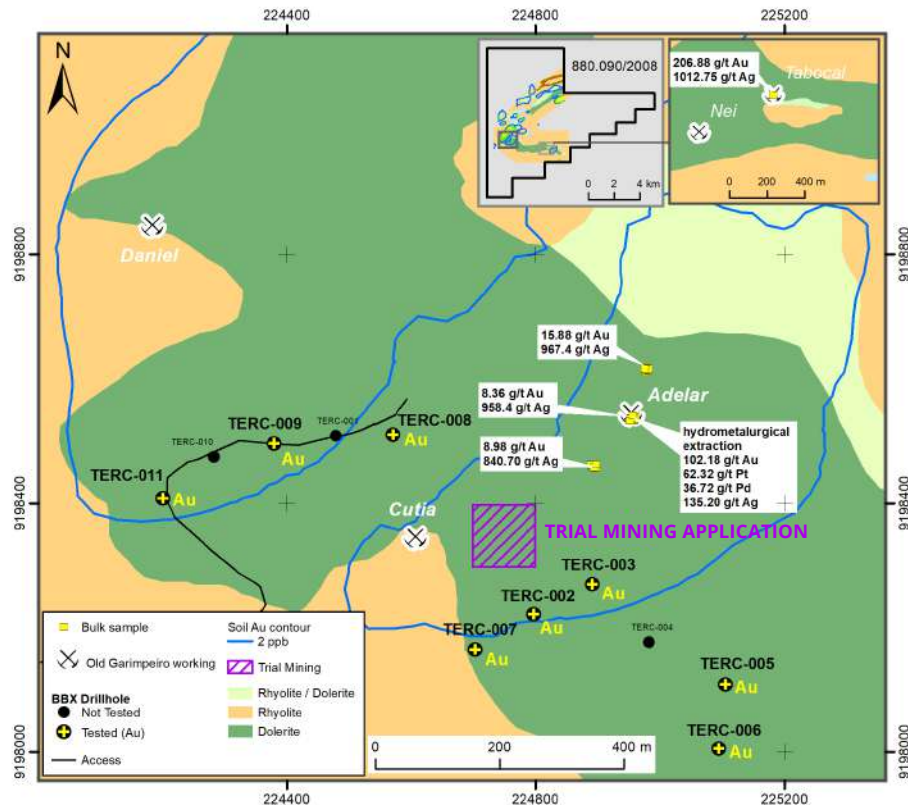 224400
224800
225200
N
880.090/2008
0 2 4 km
206.88 g/t Au
1012.75 g/t Ag
Tabocal
Nei
0 200 400 m
9198800
9198800
Daniel
15.88 g/t Au
967.4 g/t Ag
8.36 g/t Au
958.4 g/t Ag
Adelar
8.98 g/t Au
840.70 g/t Ag
hydrometalurgical
extraction
102.18 g/t Au
62.32 g/t Pt
36.72 g/t Pd
135.20 g/t Ag
TERC-009
Au
TERC-001
TERC-008
Au
TERC-010
TERC-011
Au
9198400
9198400
Cutia
TRIAL MINING APPLICATION
TERC-003
Au
TERC-002
Au
TERC-007
Au
TERC-004
TERC-005
Au
TERC-006
Au
Bulk sample
Old Garimpeiro working
BBX Drillhole
Not Tested
Tested (Au)
Access
Soil Au contour
2 ppb
Trial Mining
Rhyolite / Dolerite
Rhyolite
Dolerite
0 200 400 m
9198000
9198000
224400
224800
225200